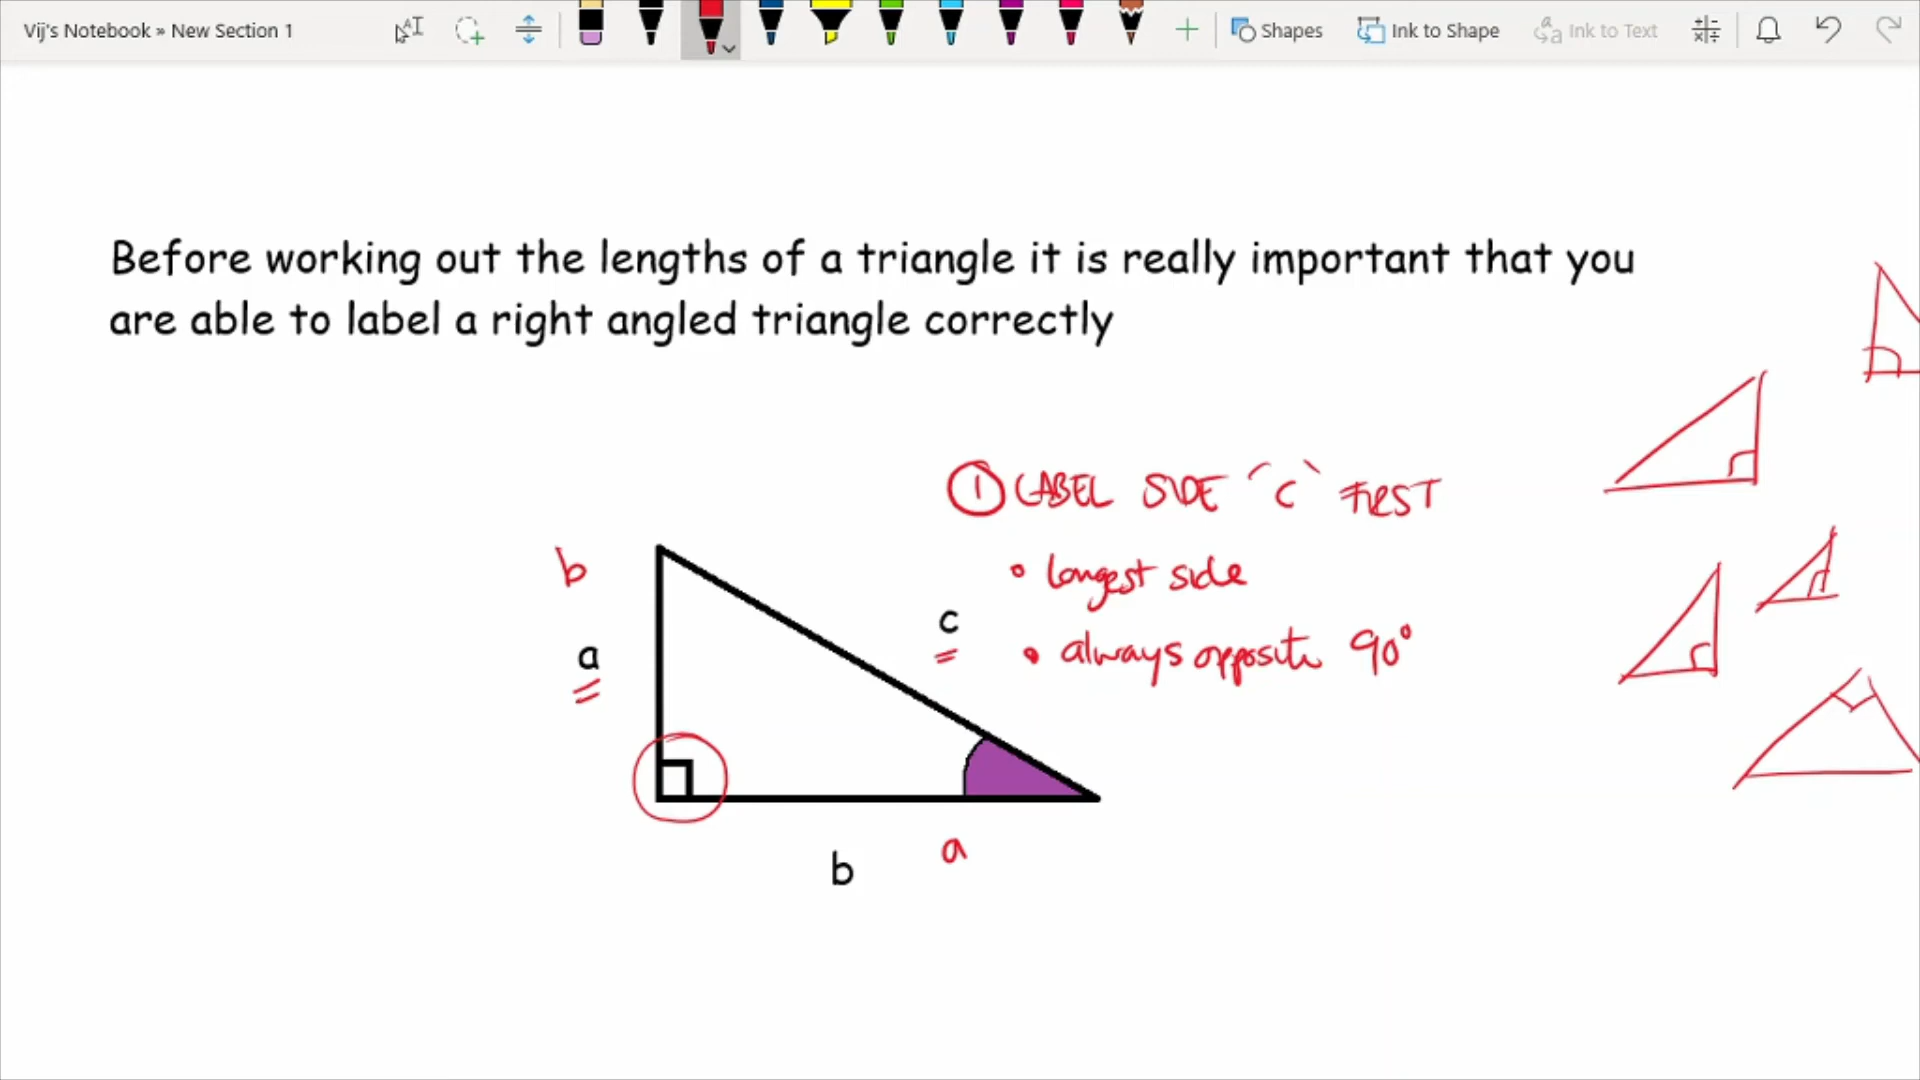 Vij's Notebook » New Section 1
Shapes
Ink to Shape
Ink to Text
Before working out the lengths of a triangle it is really important that you
are able to label a right angled triangle correctly
① LABEL SIDE 'C' FIRST
• longest side
• always opposite 90°
b
a
c
b
a